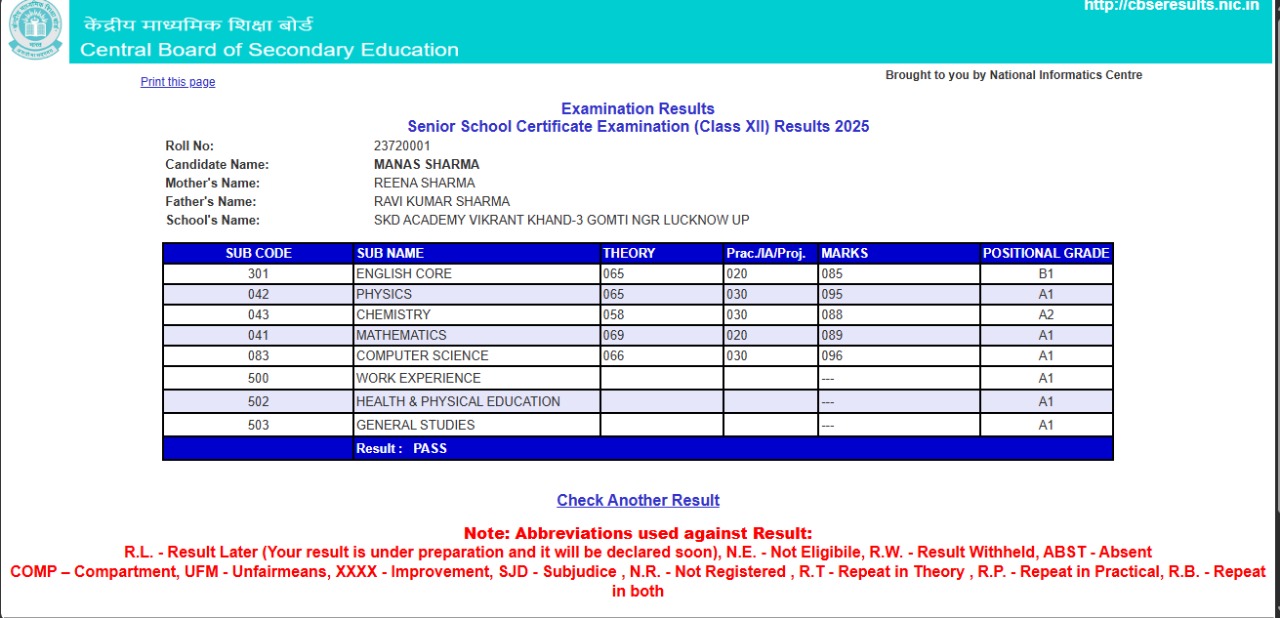 http://cbseresults.nic.in
केंद्रीय माध्यमिक शिक्षा बोर्ड
Central Board of Secondary Education
Print this page
Brought to you by National Informatics Centre
Examination Results
Senior School Certificate Examination (Class XII) Results 2025
Roll No: 23720001
Candidate Name: MANAS SHARMA
Mother's Name: REENA SHARMA
Father's Name: RAVI KUMAR SHARMA
School's Name: SKD ACADEMY VIKRANT KHAND-3 GOMTI NGR LUCKNOW UP
SUB CODE SUB NAME THEORY Prac./IA/Proj. MARKS POSITIONAL GRADE
301 ENGLISH CORE 065 020 085 B1
042 PHYSICS 065 030 095 A1
043 CHEMISTRY 058 030 088 A2
041 MATHEMATICS 069 020 089 A1
083 COMPUTER SCIENCE 066 030 096 A1
500 WORK EXPERIENCE --- A1
502 HEALTH & PHYSICAL EDUCATION --- A1
503 GENERAL STUDIES --- A1
Result : PASS
Check Another Result
Note: Abbreviations used against Result:
R.L. - Result Later (Your result is under preparation and it will be declared soon), N.E. - Not Eligibile, R.W. - Result Withheld, ABST - Absent
COMP – Compartment, UFM - Unfairmeans, XXXX - Improvement, SJD - Subjudice , N.R. - Not Registered , R.T - Repeat in Theory , R.P. - Repeat in Practical, R.B. - Repeat
in both